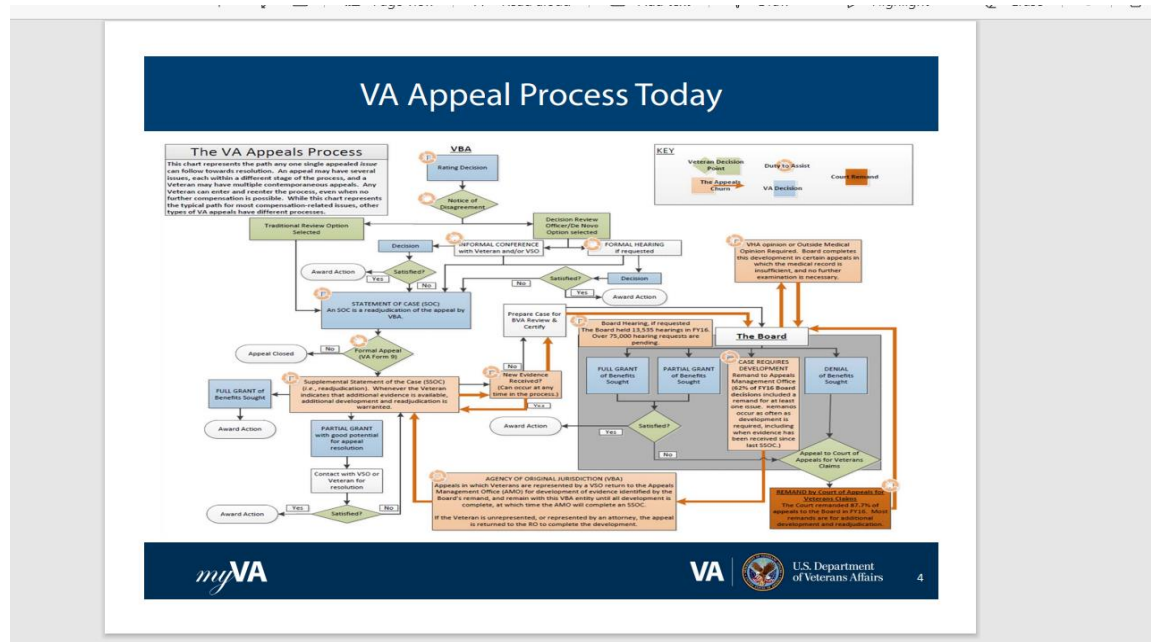 VA Appeal Process Today
The VA Appeals Process
This chart represents the path any one single appealed issue
can follow towards resolution. An appeal may have several
issues, each within a different stage of the process, and a
Veteran may have multiple contemporaneous appeals. Any
Veteran can enter and reenter the process, even when no
further compensation is possible. While this chart represents
the typical path for most compensation-related issues, other
types of VA appeals have different processes.
VBA
Rating Decision
Notice of
Disagreement
KEY
Veteran Decision
Point
Duty to Assist
Court Remand
The Appeals
Churn
VA Decision
Traditional Review Option
Selected
Decision Review
Officer/De Novo
Option selected
Decision
INFORMAL CONFERENCE
with Veteran and/or VSO
FORMAL HEARING
if requested
VHA opinion or Outside Medical
Opinion Required. Board completes
this development in certain appeals in
which the medical record is
insufficient, and no further
examination is necessary.
Award Action
Yes
Satisfied?
No
No
Satisfied?
Yes
Decision
Award Action
STATEMENT OF CASE (SOC)
An SOC is a readjudication of the appeal by
VBA.
Prepare Case for
BVA Review &
Certify
Board Hearing, if requested
The Board held 13,535 hearings in FY16.
Over 75,000 hearing requests are
pending.
The Board
Appeal Closed
No
Formal Appeal
(VA Form 9)
No
FULL GRANT of
Benefits Sought
Supplemental Statement of the Case (SSOC)
(i.e., readjudication). Whenever the Veteran
indicates that additional evidence is available,
additional development and readjudication is
warranted.
New Evidence
Received?
(Can occur at any
time in the process.)
Yes
FULL GRANT
of Benefits
Sought
PARTIAL GRANT
of Benefits
Sought
CASE REQUIRES
DEVELOPMENT
Remand to Appeals
Management Office
(62% of FY16 Board
decisions included a
remand for at least
one issue. Remands
occur as often as
development is
required, including
when evidence has
been received since
last SSOC.)
DENIAL
of Benefits
Sought
Award Action
PARTIAL GRANT
with good potential
for appeal
resolution
Award Action
Yes
Satisfied?
No
Appeal to Court of
Appeals for Veterans
Claims
Contact with VSO or
Veteran for
resolution
Award Action
Yes
Satisfied?
No
AGENCY OF ORIGINAL JURISDICTION (VBA)
Appeals in which Veterans are represented by a VSO return to the Appeals
Management Office (AMO) for development of evidence identified by the
Board's remand, and remain with this VBA entity until all development is
complete, at which time the AMO will complete an SSOC.
If the Veteran is unrepresented, or represented by an attorney, the appeal
is returned to the RO to complete the development.
REMAND by Court of Appeals for
Veterans Claims
The Court remanded 87.7% of
appeals to the Board in FY16. Most
remands are for additional
development and readjudication.
myVA
VA
U.S. Department
of Veterans Affairs
4